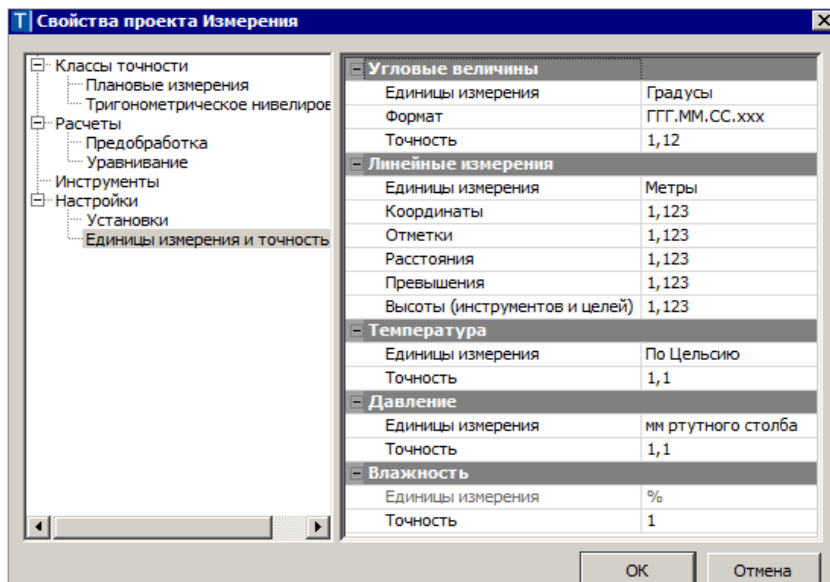 T Свойства проекта Измерения
Классы точности
Плановые измерения
Тригонометрическое нивелиров
Расчеты
Предобработка
Уравнивание
Инструменты
Настройки
Установки
Единицы измерения и точность
Угловые величины
Единицы измерения Градусы
Формат ГГГ.ММ.СС.xxx
Точность 1,12
Линейные измерения
Единицы измерения Метры
Координаты 1,123
Отметки 1,123
Расстояния 1,123
Превышения 1,123
Высоты (инструментов и целей) 1,123
Температура
Единицы измерения По Цельсию
Точность 1,1
Давление
Единицы измерения мм ртутного столба
Точность 1,1
Влажность
Единицы измерения %
Точность 1
ОК Отмена